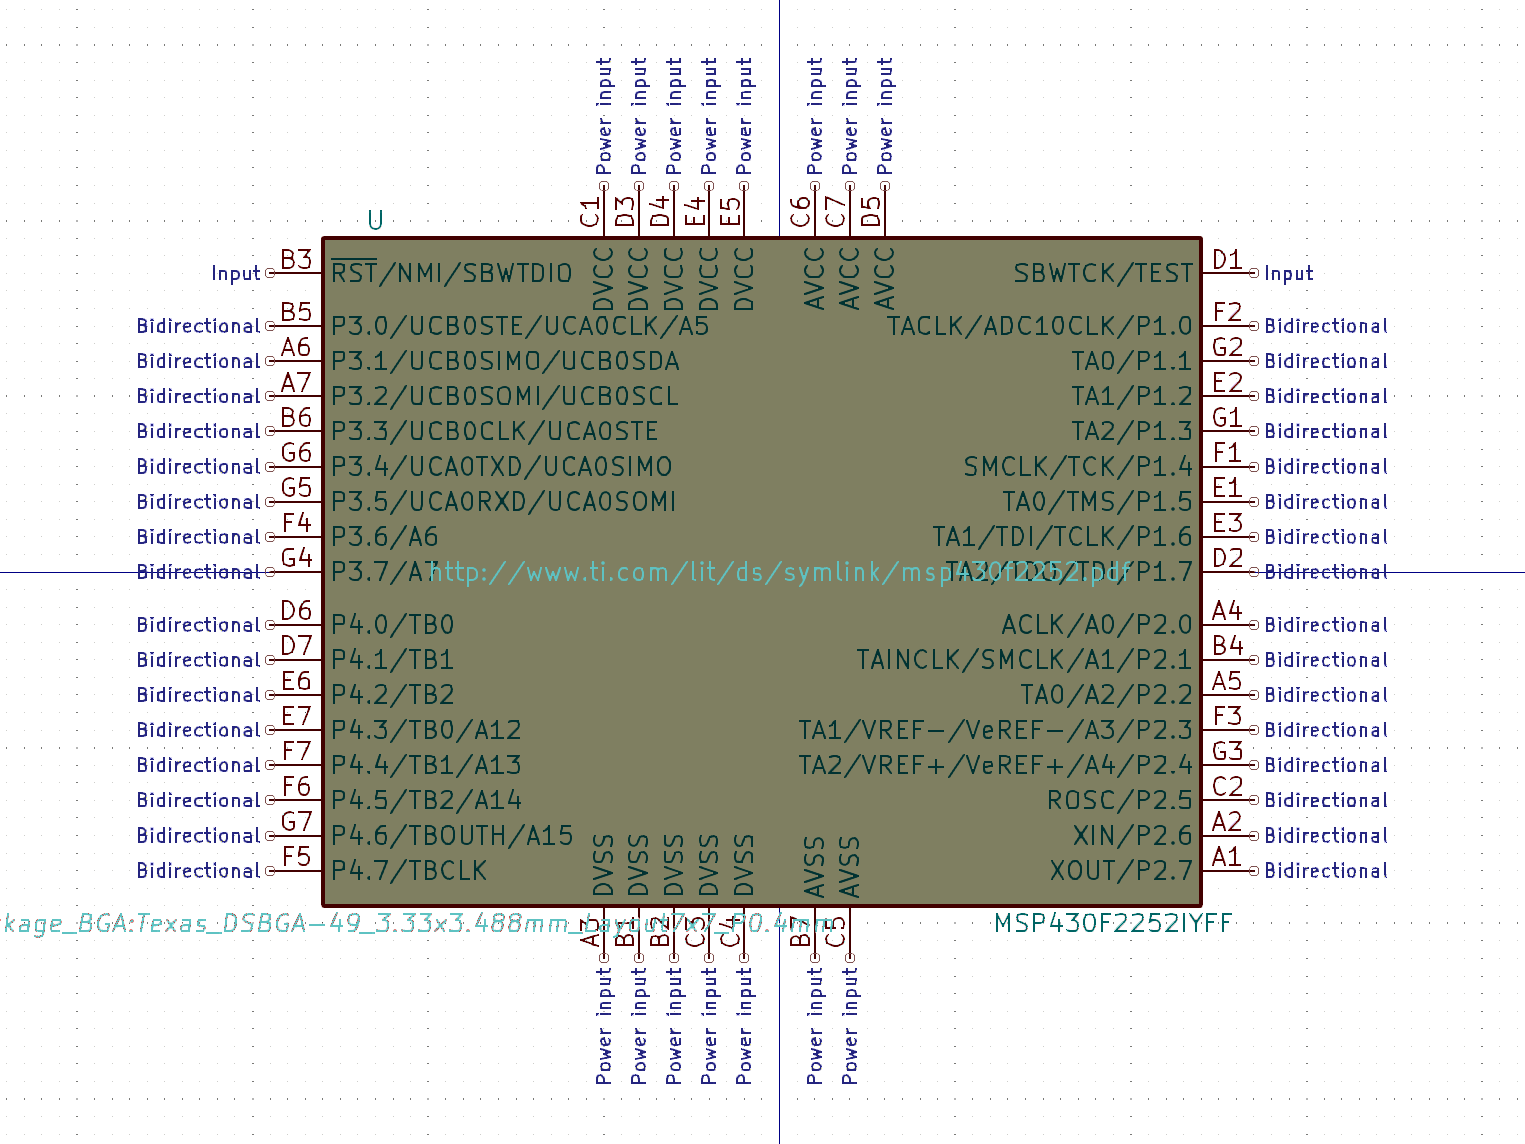 Power input Power input Power input Power input Power input Power input Power input Power input
C1 D3 D4 E4 E5 C6 C7 D5
U
DVCC DVCC DVCC DVCC DVCC AVCC AVCC AVCC
Input B3 RST/NMI/SBWTDIO SBWTCK/TEST D1 Input
Bidirectional B5 P3.0/UCB0STE/UCA0CLK/A5 TACLK/ADC10CLK/P1.0 F2 Bidirectional
Bidirectional A6 P3.1/UCB0SIMO/UCB0SDA TA0/P1.1 G2 Bidirectional
Bidirectional A7 P3.2/UCB0SOMI/UCB0SCL TA1/P1.2 E2 Bidirectional
Bidirectional B6 P3.3/UCB0CLK/UCA0STE TA2/P1.3 G1 Bidirectional
Bidirectional G6 P3.4/UCA0TXD/UCA0SIMO SMCLK/TCK/P1.4 F1 Bidirectional
Bidirectional G5 P3.5/UCA0RXD/UCA0SOMI TA0/TMS/P1.5 E1 Bidirectional
Bidirectional F4 P3.6/A6 TA1/TDI/TCLK/P1.6 E3 Bidirectional
Bidirectional G4 P3.7/A7 http://www.ti.com/lit/ds/symlink/msp430f2252.pdf TA2/TDO/TDI/P1.7 D2 Bidirectional
Bidirectional D6 P4.0/TB0 ACLK/A0/P2.0 A4 Bidirectional
Bidirectional D7 P4.1/TB1 TAINCLK/SMCLK/A1/P2.1 B4 Bidirectional
Bidirectional E6 P4.2/TB2 TA0/A2/P2.2 A5 Bidirectional
Bidirectional E7 P4.3/TB0/A12 TA1/VREF-/VeREF-/A3/P2.3 F3 Bidirectional
Bidirectional F7 P4.4/TB1/A13 TA2/VREF+/VeREF+/A4/P2.4 G3 Bidirectional
Bidirectional F6 P4.5/TB2/A14 ROSC/P2.5 C2 Bidirectional
Bidirectional G7 P4.6/TBOUTH/A15 XIN/P2.6 A2 Bidirectional
Bidirectional F5 P4.7/TBCLK XOUT/P2.7 A1 Bidirectional
DVSS DVSS DVSS DVSS DVSS AVSS AVSS
kage_BGA:Texas_DSBGA-49_3.33x3.488mm_Layout7x7_P0.4mm MSP430F2252IYFF
A3 B1 B2 C3 C4 B7 C5
Power input Power input Power input Power input Power input Power input Power input